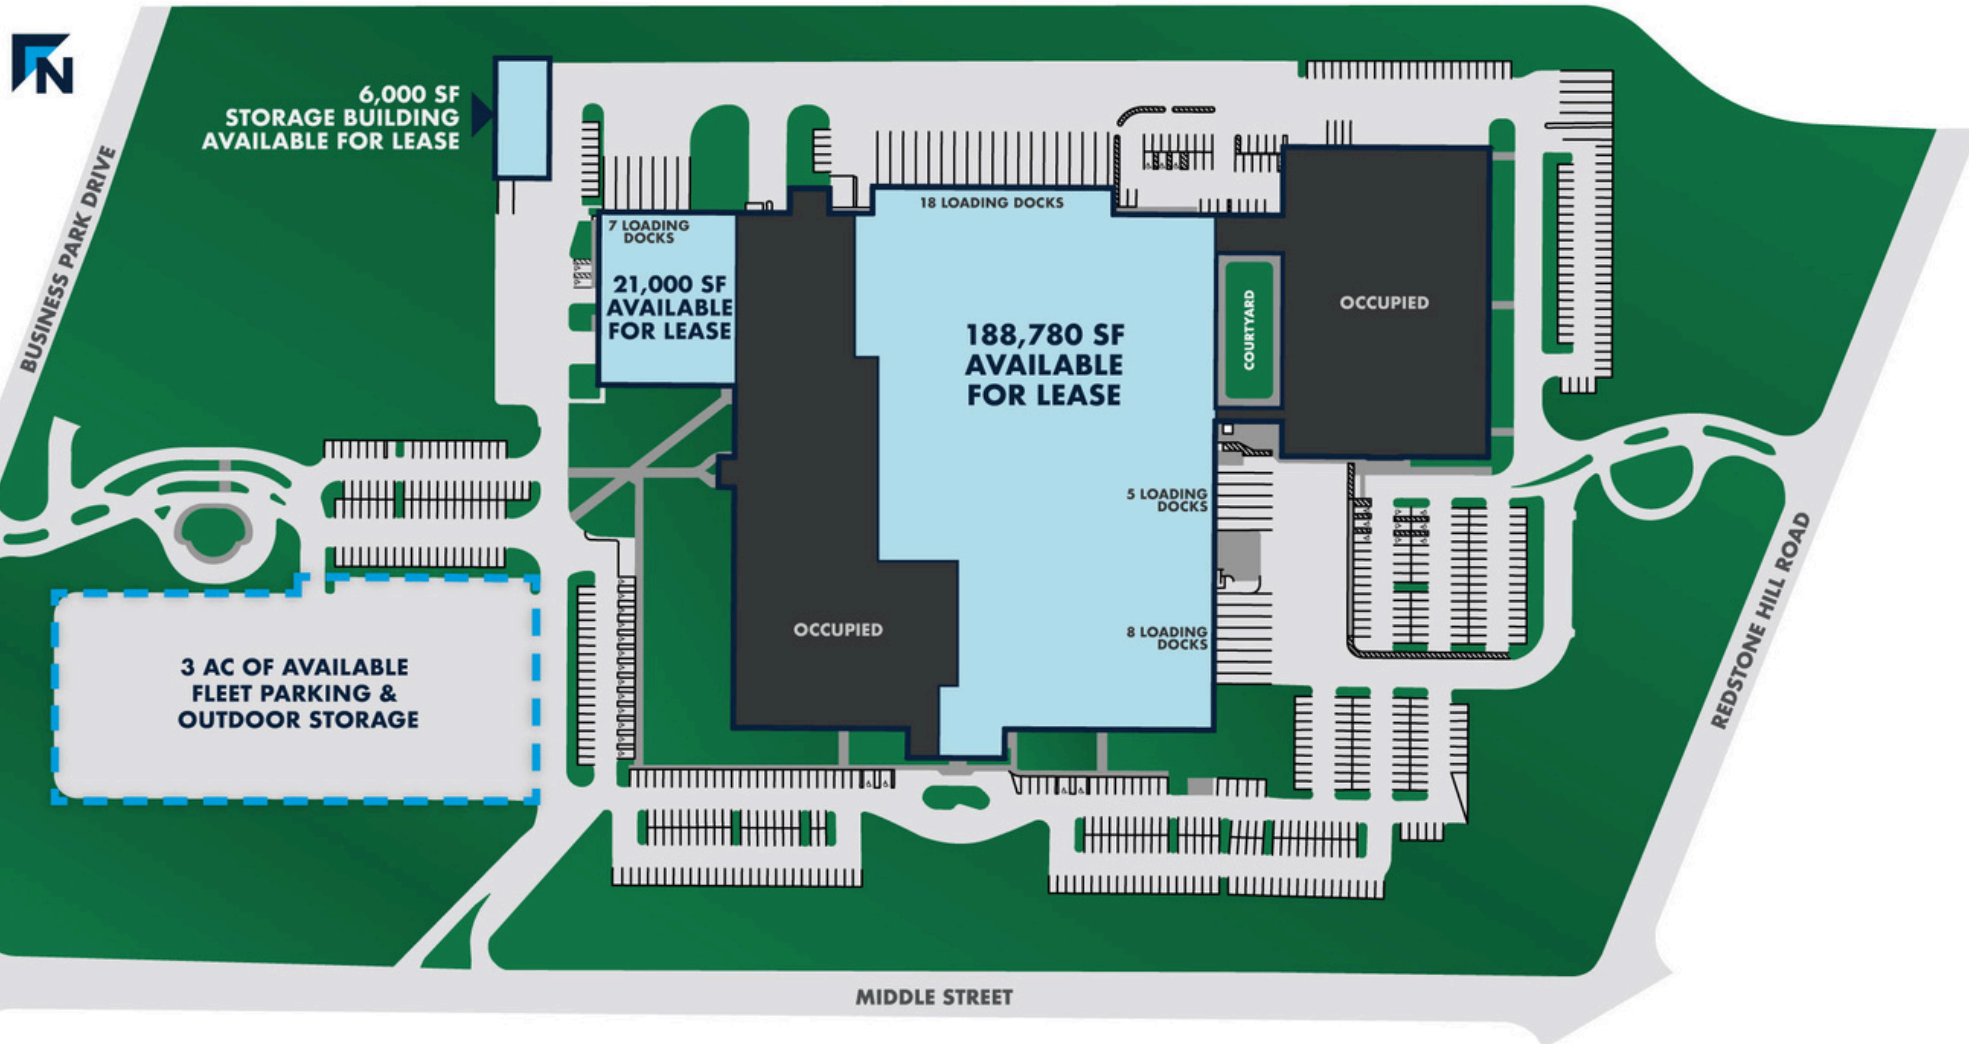 N
6,000 SF
STORAGE BUILDING
AVAILABLE FOR LEASE
BUSINESS PARK DRIVE
7 LOADING
DOCKS
21,000 SF
AVAILABLE
FOR LEASE
18 LOADING DOCKS
188,780 SF
AVAILABLE
FOR LEASE
COURTYARD
OCCUPIED
5 LOADING
DOCKS
8 LOADING
DOCKS
OCCUPIED
3 AC OF AVAILABLE
FLEET PARKING &
OUTDOOR STORAGE
REDSTONE HILL ROAD
MIDDLE STREET